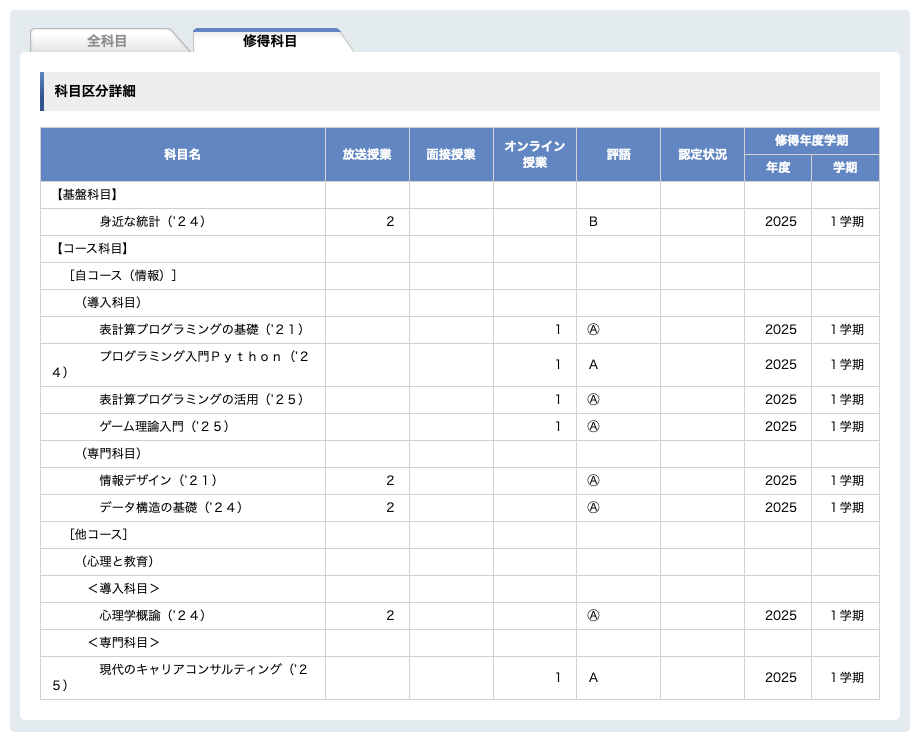 全科目 修得科目
科目区分詳細
科目名 放送授業 面接授業 オンライン授業 評語 認定状況 修得年度学期
年度 学期
【基盤科目】
身近な統計（'２４） 2 B 2025 1学期
【コース科目】
［自コース（情報）］
（導入科目）
表計算プログラミングの基礎（'２１） 1 Ⓐ 2025 1学期
プログラミング入門Ｐｙｔｈｏｎ（'２
４） 1 A 2025 1学期
表計算プログラミングの活用（'２５） 1 Ⓐ 2025 1学期
ゲーム理論入門（'２５） 1 Ⓐ 2025 1学期
（専門科目）
情報デザイン（'２１） 2 Ⓐ 2025 1学期
データ構造の基礎（'２４） 2 Ⓐ 2025 1学期
［他コース］
（心理と教育）
＜導入科目＞
心理学概論（'２４） 2 Ⓐ 2025 1学期
＜専門科目＞
現代のキャリアコンサルティング（'２
５） 1 A 2025 1学期